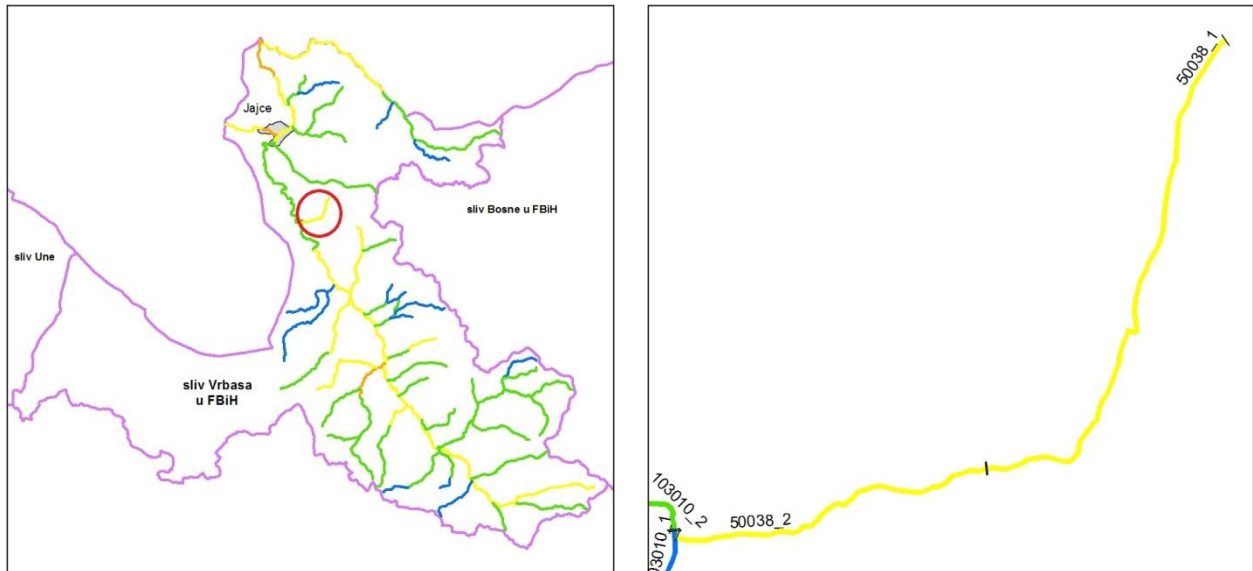 Jajce
sliv Bosne u FBiH
sliv Une
sliv Vrbasa
u FBiH
50038_1
103010_2
50038_2
03010_1